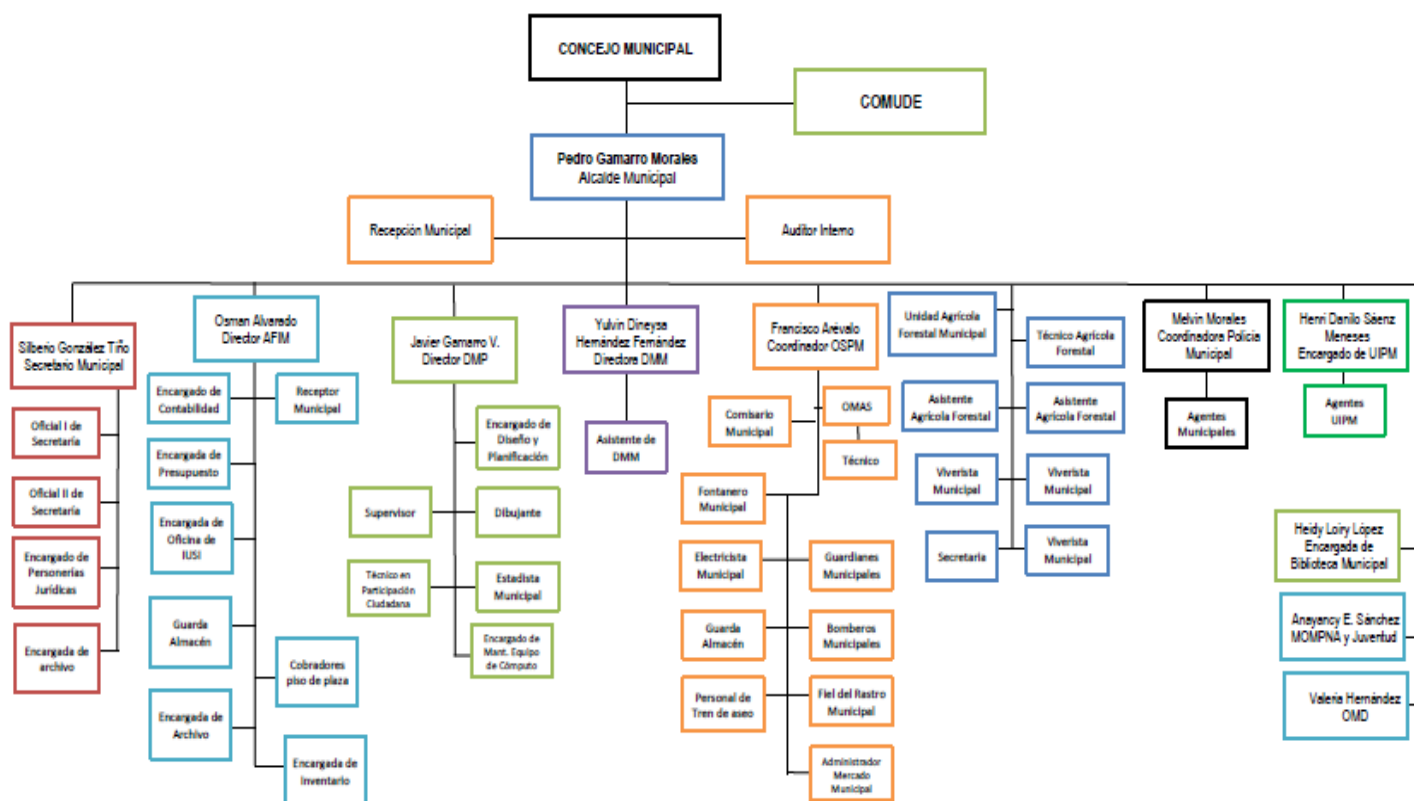 CONCEJO MUNICIPAL
COMUDE
Pedro Gamarro Morales
Alcalde Municipal
Recepción Municipal
Auditor Interno
Silberio González Tiño
Secretario Municipal
Oficial I de
Secretaría
Oficial II de
Secretaría
Encargado de
Personerías
Jurídicas
Encargada de
archivo
Osman Alvarado
Director AFIM
Encargado de
Contabilidad
Receptor
Municipal
Encargada de
Presupuesto
Encargada de
Oficina de
IUSI
Guarda
Almacén
Cobradores
piso de plaza
Encargada de
Archivo
Encargada de
Inventario
Javier Gamarro V.
Director DMP
Encargado de
Diseño y
Planificación
Supervisor
Dibujante
Técnico en
Participación
Ciudadana
Estadista
Municipal
Encargado de
Mant. Equipo
de Cómputo
Yulvin Dineysa
Hernández Fernández
Directora DMM
Asistente de
DMM
Francisco Arévalo
Coordinador OSPM
Comisario
Municipal
OMAS
Técnico
Fontanero
Municipal
Electricista
Municipal
Guardianes
Municipales
Guarda
Almacén
Bomberos
Municipales
Personal de
Tren de aseo
Fiel del Rastro
Municipal
Administrador
Mercado
Municipal
Unidad Agrícola
Forestal Municipal
Técnico Agrícola
Forestal
Asistente
Agrícola Forestal
Asistente
Agrícola Forestal
Viverista
Municipal
Viverista
Municipal
Secretaria
Viverista
Municipal
Melvin Morales
Coordinadora Policia
Municipal
Agentes
Municipales
Henri Danilo Sáenz
Meneses
Encargado de UIPM
Agentes
UIPM
Heidy Loiry López
Encargada de
Biblioteca Municipal
Anayancy E. Sánchez
MOMPNA y Juventud
Valeria Hernández
OMD